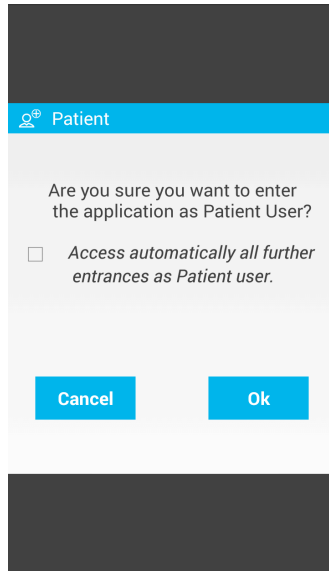 Patient
Are you sure you want to enter
the application as Patient User?
Access automatically all further
entrances as Patient user.
Cancel
Ok